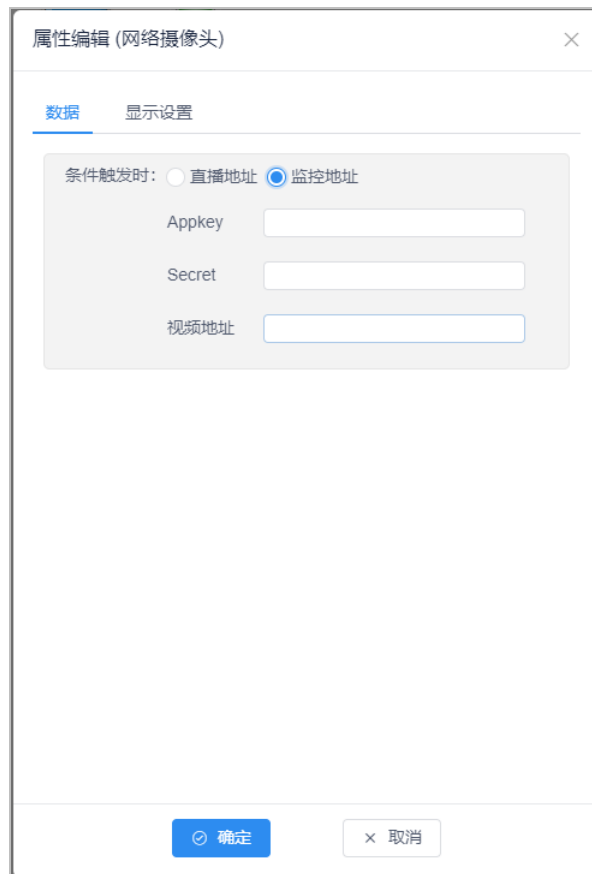 属性编辑 (网络摄像头)
数据 显示设置
条件触发时: 直播地址 监控地址
Appkey
Secret
视频地址
确定 取消